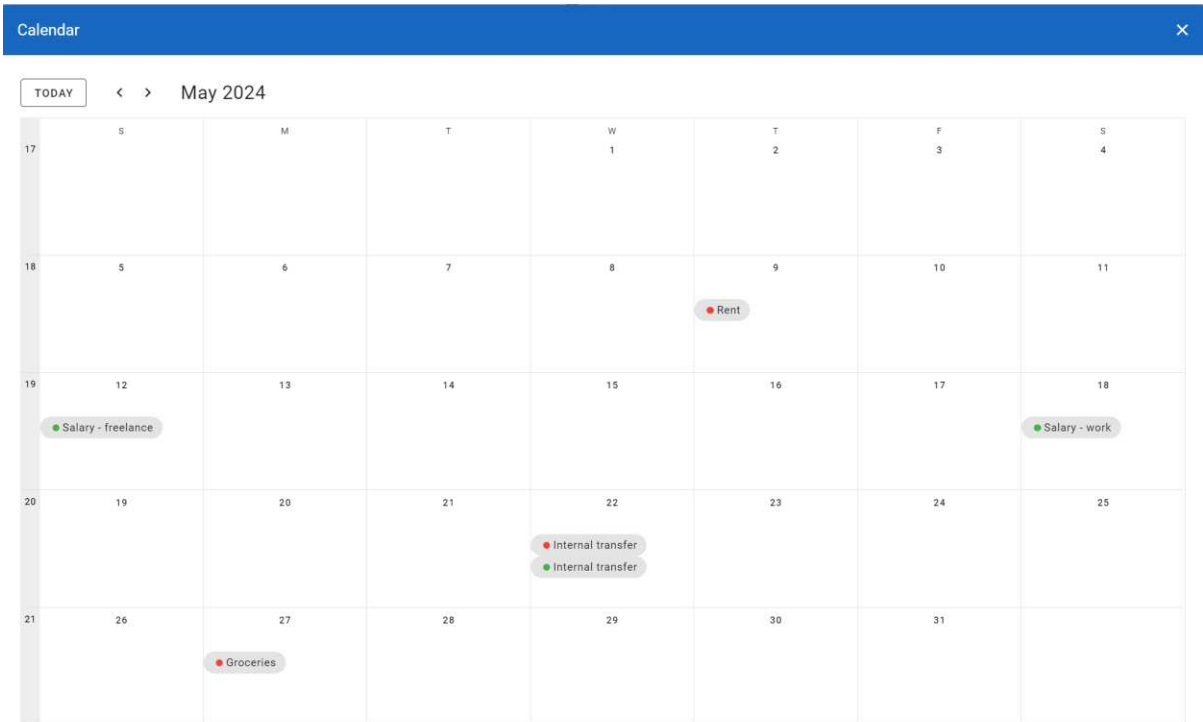 Calendar
TODAY May 2024
S M T W T F S
17 1 2 3 4
18 5 6 7 8 9 10 11
Rent
19 12 13 14 15 16 17 18
Salary - freelance Salary - work
20 19 20 21 22 23 24 25
Internal transfer
Internal transfer
21 26 27 28 29 30 31
Groceries